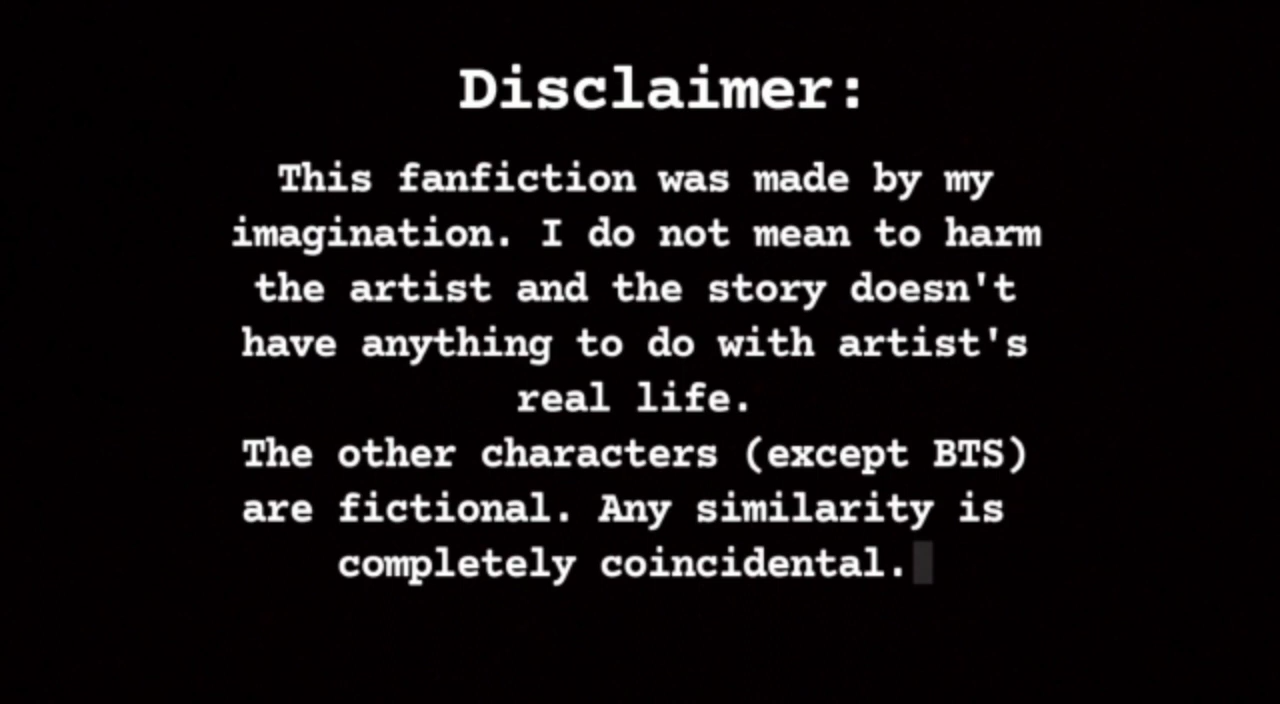 Disclaimer:
This fanfiction was made by my
imagination. I do not mean to harm
the artist and the story doesn't
have anything to do with artist's
real life.
The other characters (except BTS)
are fictional. Any similarity is
completely coincidental.